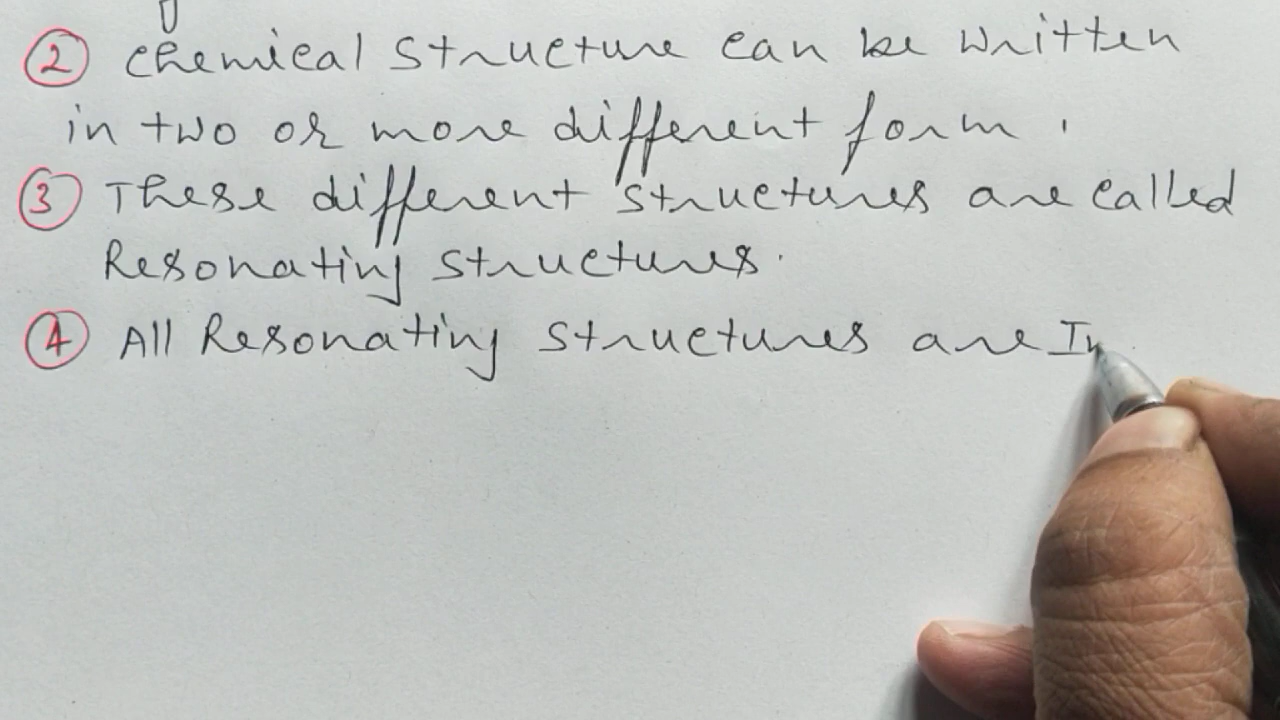 ② Chemical structure can be written
in two or more different form.
③ These different structures are called
Resonating structures.
④ All Resonating structures are In